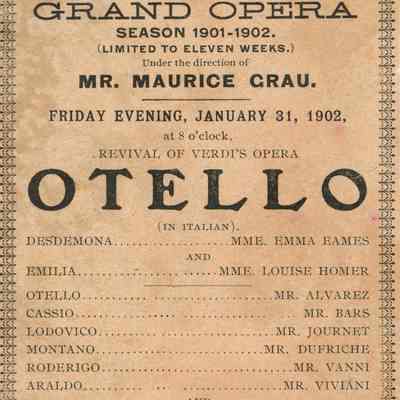 GRAND OPERA
SEASON 1901-1902.
(LIMITED TO ELEVEN WEEKS.)
Under the direction of
MR. MAURICE GRAU.
FRIDAY EVENING, JANUARY 31, 1902,
at 8 o'clock,
REVIVAL OF VERDI'S OPERA
OTELLO
(IN ITALIAN).
DESDEMONA..................MME. EMMA EAMES
AND
EMILIA......................MME. LOUISE HOMER
OTELLO..............................MR. ALVAREZ
CASSIO...................................MR. BARS
LODOVICO...........................MR. JOURNET
MONTANO..........................MR. DUFRICHE
RODERIGO..............................MR. VANNI
ARALDO..............................MR. VIVIANI
AND